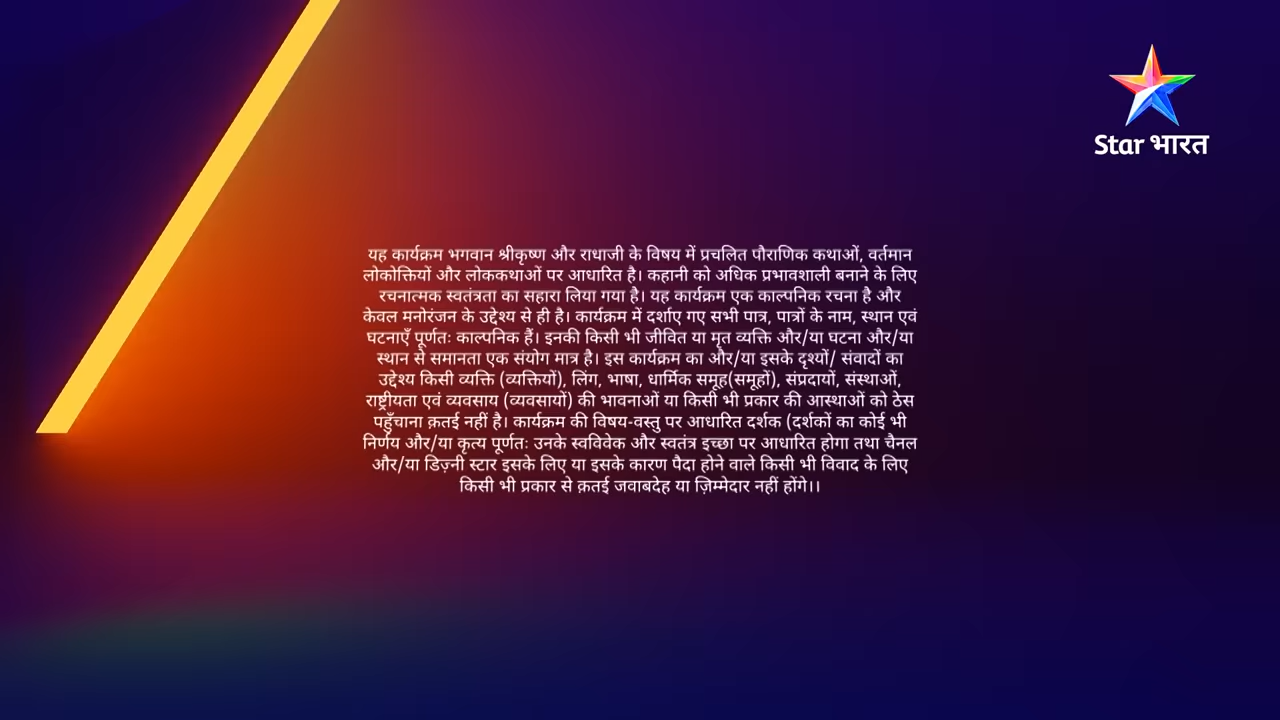 Star भारत
यह कार्यक्रम भगवान श्रीकृष्ण और राधाजी के विषय में प्रचलित पौराणिक कथाओं, वर्तमान
लोकोक्तियों और लोककथाओं पर आधारित है। कहानी को अधिक प्रभावशाली बनाने के लिए
रचनात्मक स्वतंत्रता का सहारा लिया गया है। यह कार्यक्रम एक काल्पनिक रचना है और
केवल मनोरंजन के उद्देश्य से ही है। कार्यक्रम में दर्शाए गए सभी पात्र, पात्रों के नाम, स्थान एवं
घटनाएँ पूर्णतः काल्पनिक हैं। इनकी किसी भी जीवित या मृत व्यक्ति और/या घटना और/या
स्थान से समानता एक संयोग मात्र है। इस कार्यक्रम का और/या इसके दृश्यों/ संवादों का
उद्देश्य किसी व्यक्ति (व्यक्तियों), लिंग, भाषा, धार्मिक समूह(समूहों), संप्रदायों, संस्थाओं,
राष्ट्रीयता एवं व्यवसाय (व्यवसायों) की भावनाओं या किसी भी प्रकार की आस्थाओं को ठेस
पहुँचाना क़तई नहीं है। कार्यक्रम की विषय-वस्तु पर आधारित दर्शक (दर्शकों का कोई भी
निर्णय और/या कृत्य पूर्णतः उनके स्वविवेक और स्वतंत्र इच्छा पर आधारित होगा तथा चैनल
और/या डिज़्नी स्टार इसके लिए या इसके कारण पैदा होने वाले किसी भी विवाद के लिए
किसी भी प्रकार से क़तई जवाबदेह या ज़िम्मेदार नहीं होंगे।।